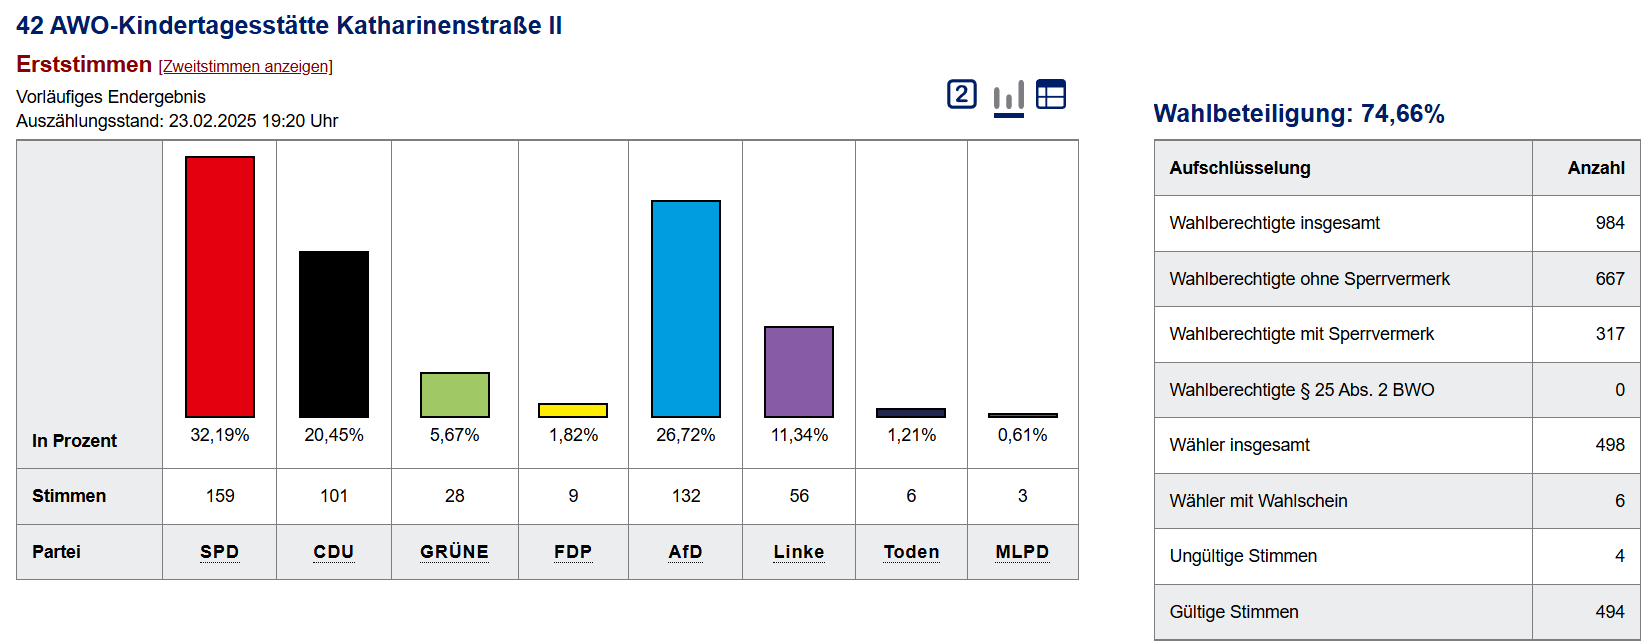 42 AWO-Kindertagesstätte Katharinenstraße II
Erststimmen [Zweitstimmen anzeigen]
Vorläufiges Endergebnis
Auszählungsstand: 23.02.2025 19:20 Uhr
2
In Prozent 32,19% 20,45% 5,67% 1,82% 26,72% 11,34% 1,21% 0,61%
Stimmen 159 101 28 9 132 56 6 3
Partei SPD CDU GRÜNE FDP AfD Linke Toden MLPD
Wahlbeteiligung: 74,66%
Aufschlüsselung Anzahl
Wahlberechtigte insgesamt 984
Wahlberechtigte ohne Sperrvermerk 667
Wahlberechtigte mit Sperrvermerk 317
Wahlberechtigte § 25 Abs. 2 BWO 0
Wähler insgesamt 498
Wähler mit Wahlschein 6
Ungültige Stimmen 4
Gültige Stimmen 494